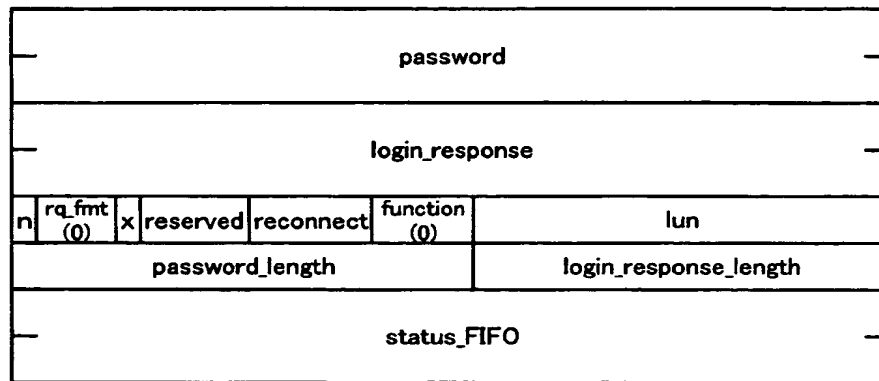 password
login_response
n rq_fmt (0) x reserved reconnect function (0) lun
password_length login_response_length
status_FIFO